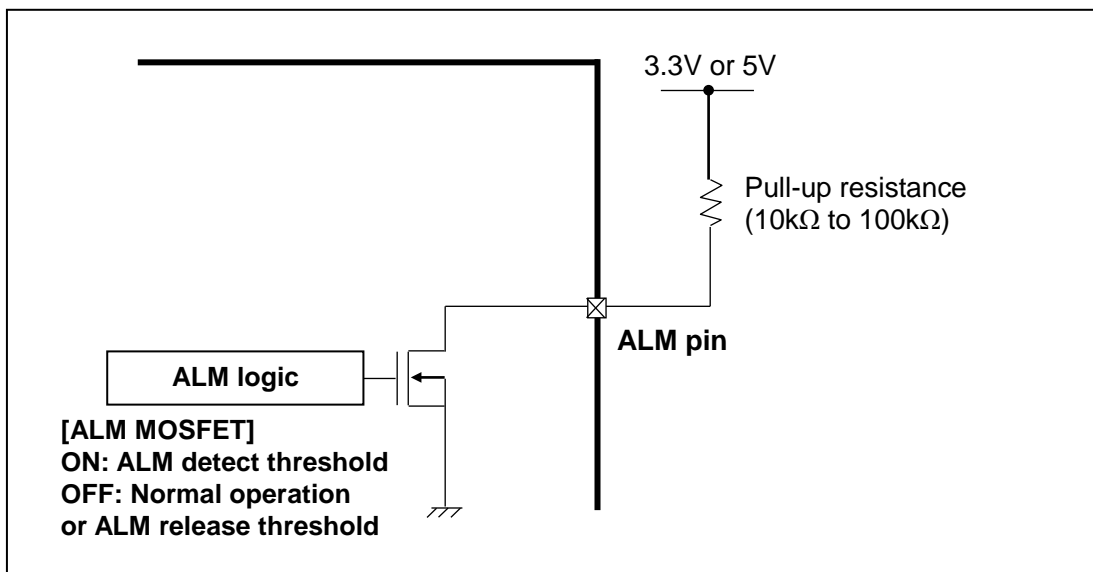 3.3V or 5V
Pull-up resistance
(10kΩ to 100kΩ)
ALM pin
ALM logic
[ALM MOSFET]
ON: ALM detect threshold
OFF: Normal operation
or ALM release threshold